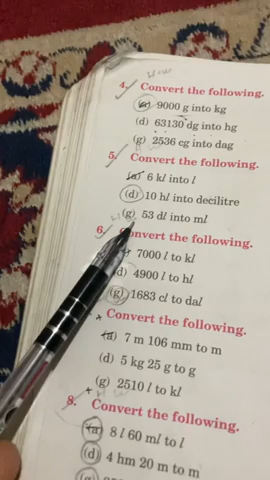 H.W
4. Convert the following.
(a) 9000 g into kg
(d) 63130 dg into hg
(g) 2536 cg into dag
5. Convert the following.
(a) 6 kl into l
(d) 10 hl into decilitre
(g) 53 dl into ml
6. Convert the following.
7000 l to kl
(d) 4900 l to hl
(g) 1683 cl to dal
Convert the following.
(a) 7 m 106 mm to m
(d) 5 kg 25 g to g
(g) 2510 l to kl
8. Convert the following.
(a) 8 l 60 ml to l
(d) 4 hm 20 m to m